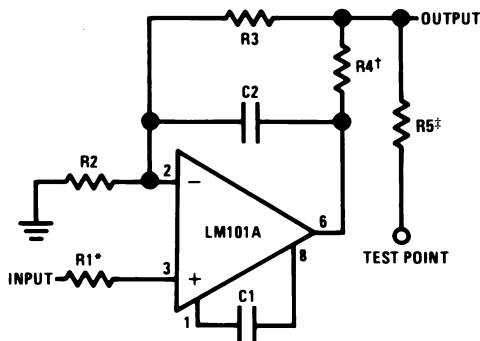 R3
OUTPUT
R4†
C2
R5‡
R2
2
−
LM101A
6
8
TEST POINT
INPUT
R1*
3
+
1
C1